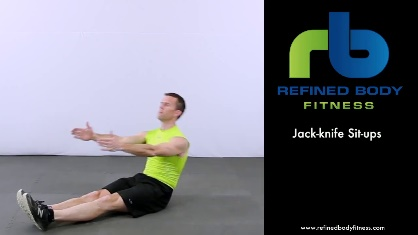 rb
REFINED BODY
FITNESS
Jack-knife Sit-ups
www.refinedbodyfitness.com